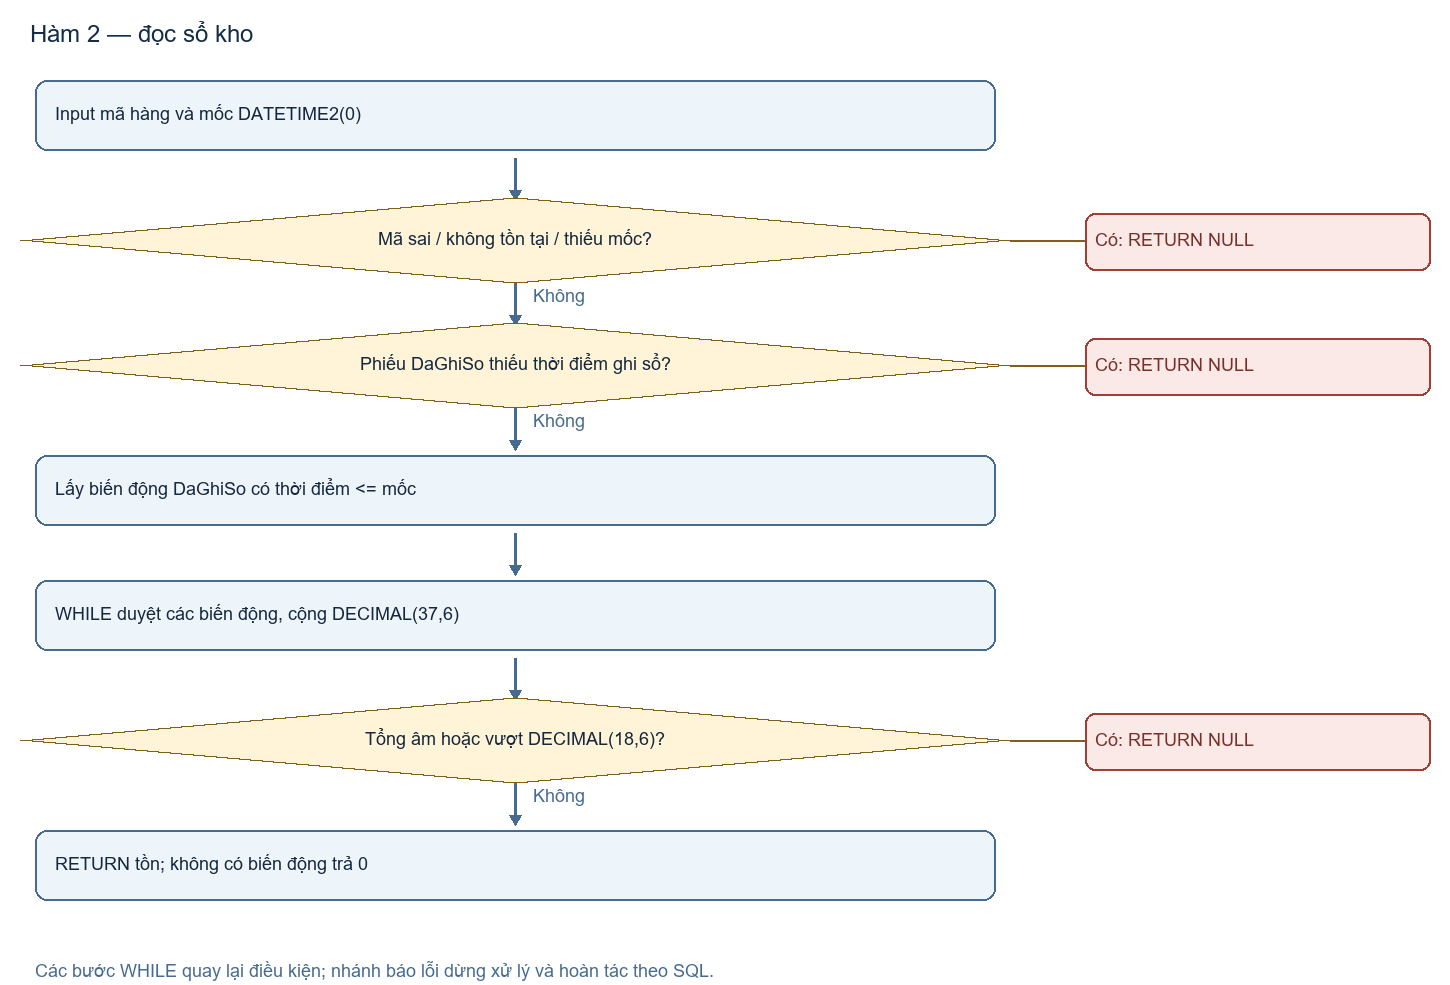 Hàm 2 — đọc sổ kho
Input mã hàng và mốc DATETIME2(0)
Mã sai / không tồn tại / thiếu mốc?
Có: RETURN NULL
Không
Phiếu DaGhiSo thiếu thời điểm ghi sổ?
Có: RETURN NULL
Không
Lấy biến động DaGhiSo có thời điểm <= mốc
WHILE duyệt các biến động, cộng DECIMAL(37,6)
Tổng âm hoặc vượt DECIMAL(18,6)?
Có: RETURN NULL
Không
RETURN tồn; không có biến động trả 0
Các bước WHILE quay lại điều kiện; nhánh báo lỗi dừng xử lý và hoàn tác theo SQL.